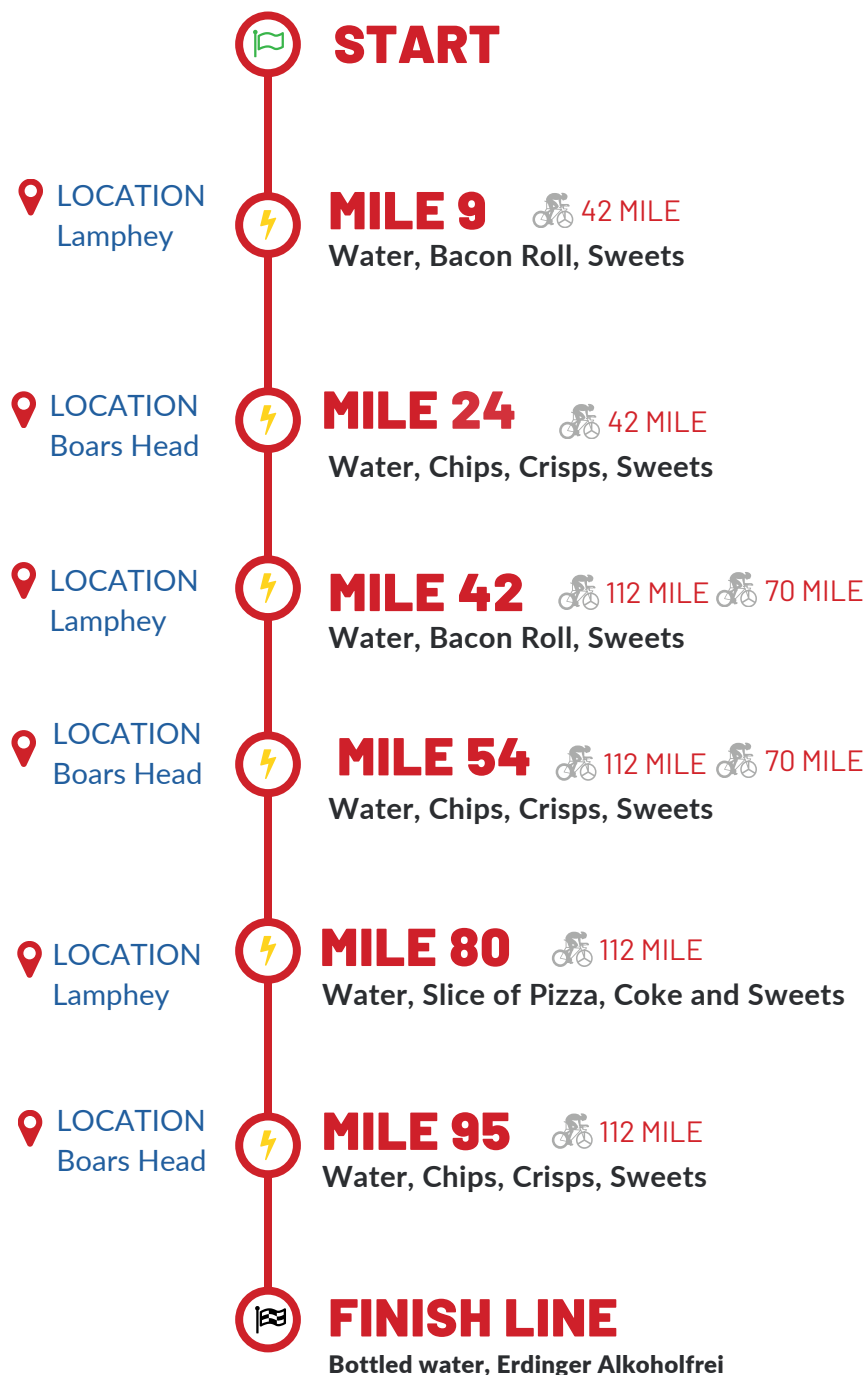 START
LOCATION
Lamphey
MILE 9
42 MILE
Water, Bacon Roll, Sweets
LOCATION
Boars Head
MILE 24
42 MILE
Water, Chips, Crisps, Sweets
LOCATION
Lamphey
MILE 42
112 MILE
70 MILE
Water, Bacon Roll, Sweets
LOCATION
Boars Head
MILE 54
112 MILE
70 MILE
Water, Chips, Crisps, Sweets
LOCATION
Lamphey
MILE 80
112 MILE
Water, Slice of Pizza, Coke and Sweets
LOCATION
Boars Head
MILE 95
112 MILE
Water, Chips, Crisps, Sweets
FINISH LINE
Bottled water, Erdinger Alkoholfrei